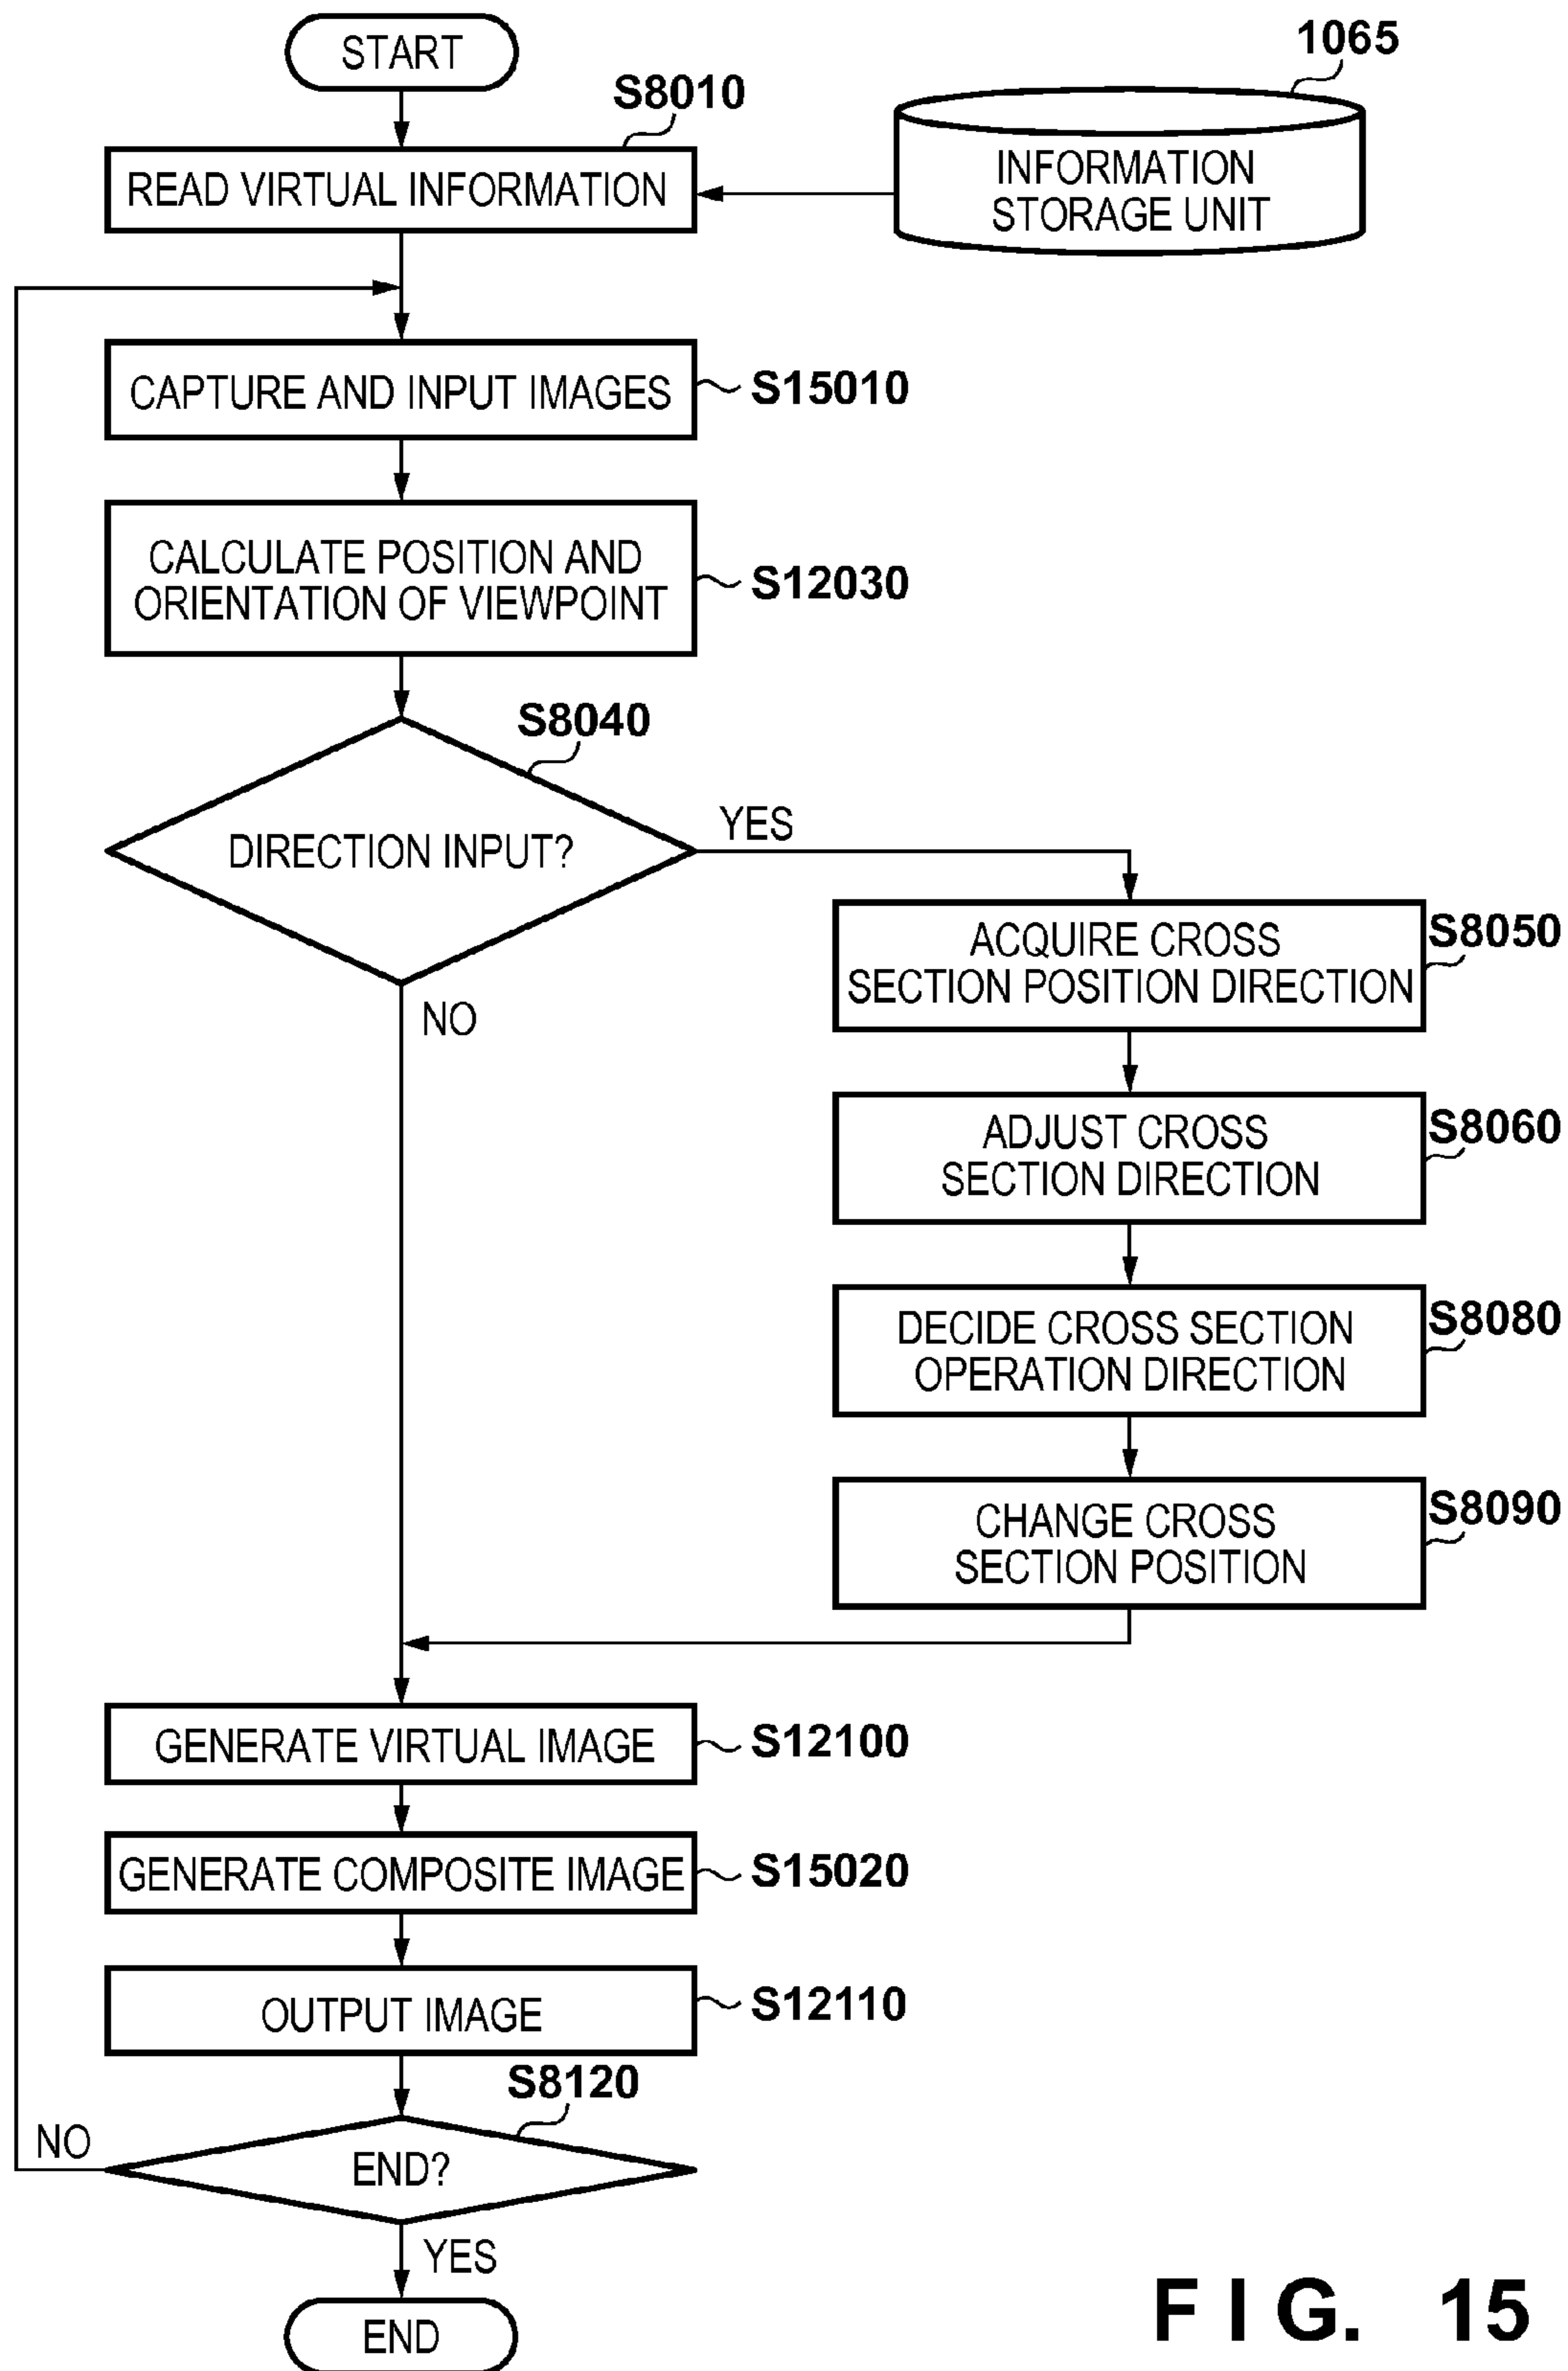 START
1065
S8010
READ VIRTUAL INFORMATION
INFORMATION
STORAGE UNIT
CAPTURE AND INPUT IMAGES
S15010
CALCULATE POSITION AND
ORIENTATION OF VIEWPOINT
S12030
S8040
DIRECTION INPUT?
YES
NO
ACQUIRE CROSS
SECTION POSITION DIRECTION
S8050
ADJUST CROSS
SECTION DIRECTION
S8060
DECIDE CROSS SECTION
OPERATION DIRECTION
S8080
CHANGE CROSS
SECTION POSITION
S8090
GENERATE VIRTUAL IMAGE
S12100
GENERATE COMPOSITE IMAGE
S15020
OUTPUT IMAGE
S12110
S8120
END?
NO
YES
END
FIG. 15